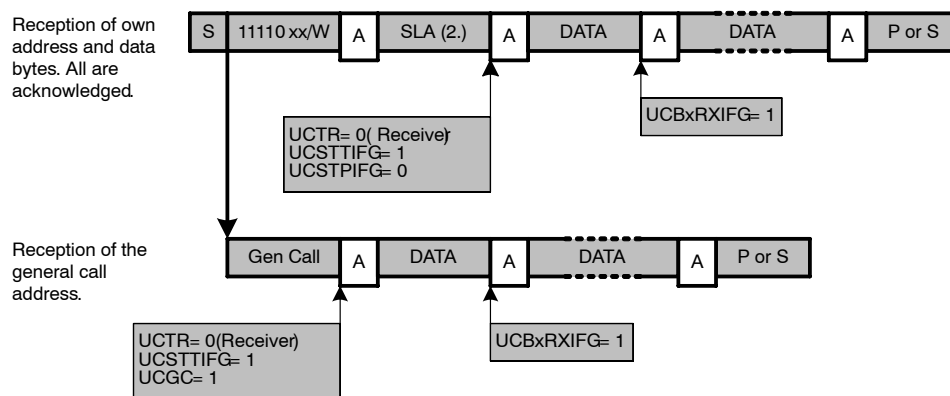 Reception of own
address and data
bytes. All are
acknowledged.
S 11110 xx/W A SLA (2.) A DATA A DATA A P or S
UCTR= 0( Receiver)
UCSTTIFG= 1
UCSTPIFG= 0
UCBxRXIFG= 1
Reception of the
general call
address.
Gen Call A DATA A DATA A P or S
UCTR= 0(Receiver)
UCSTTIFG= 1
UCGC= 1
UCBxRXIFG= 1